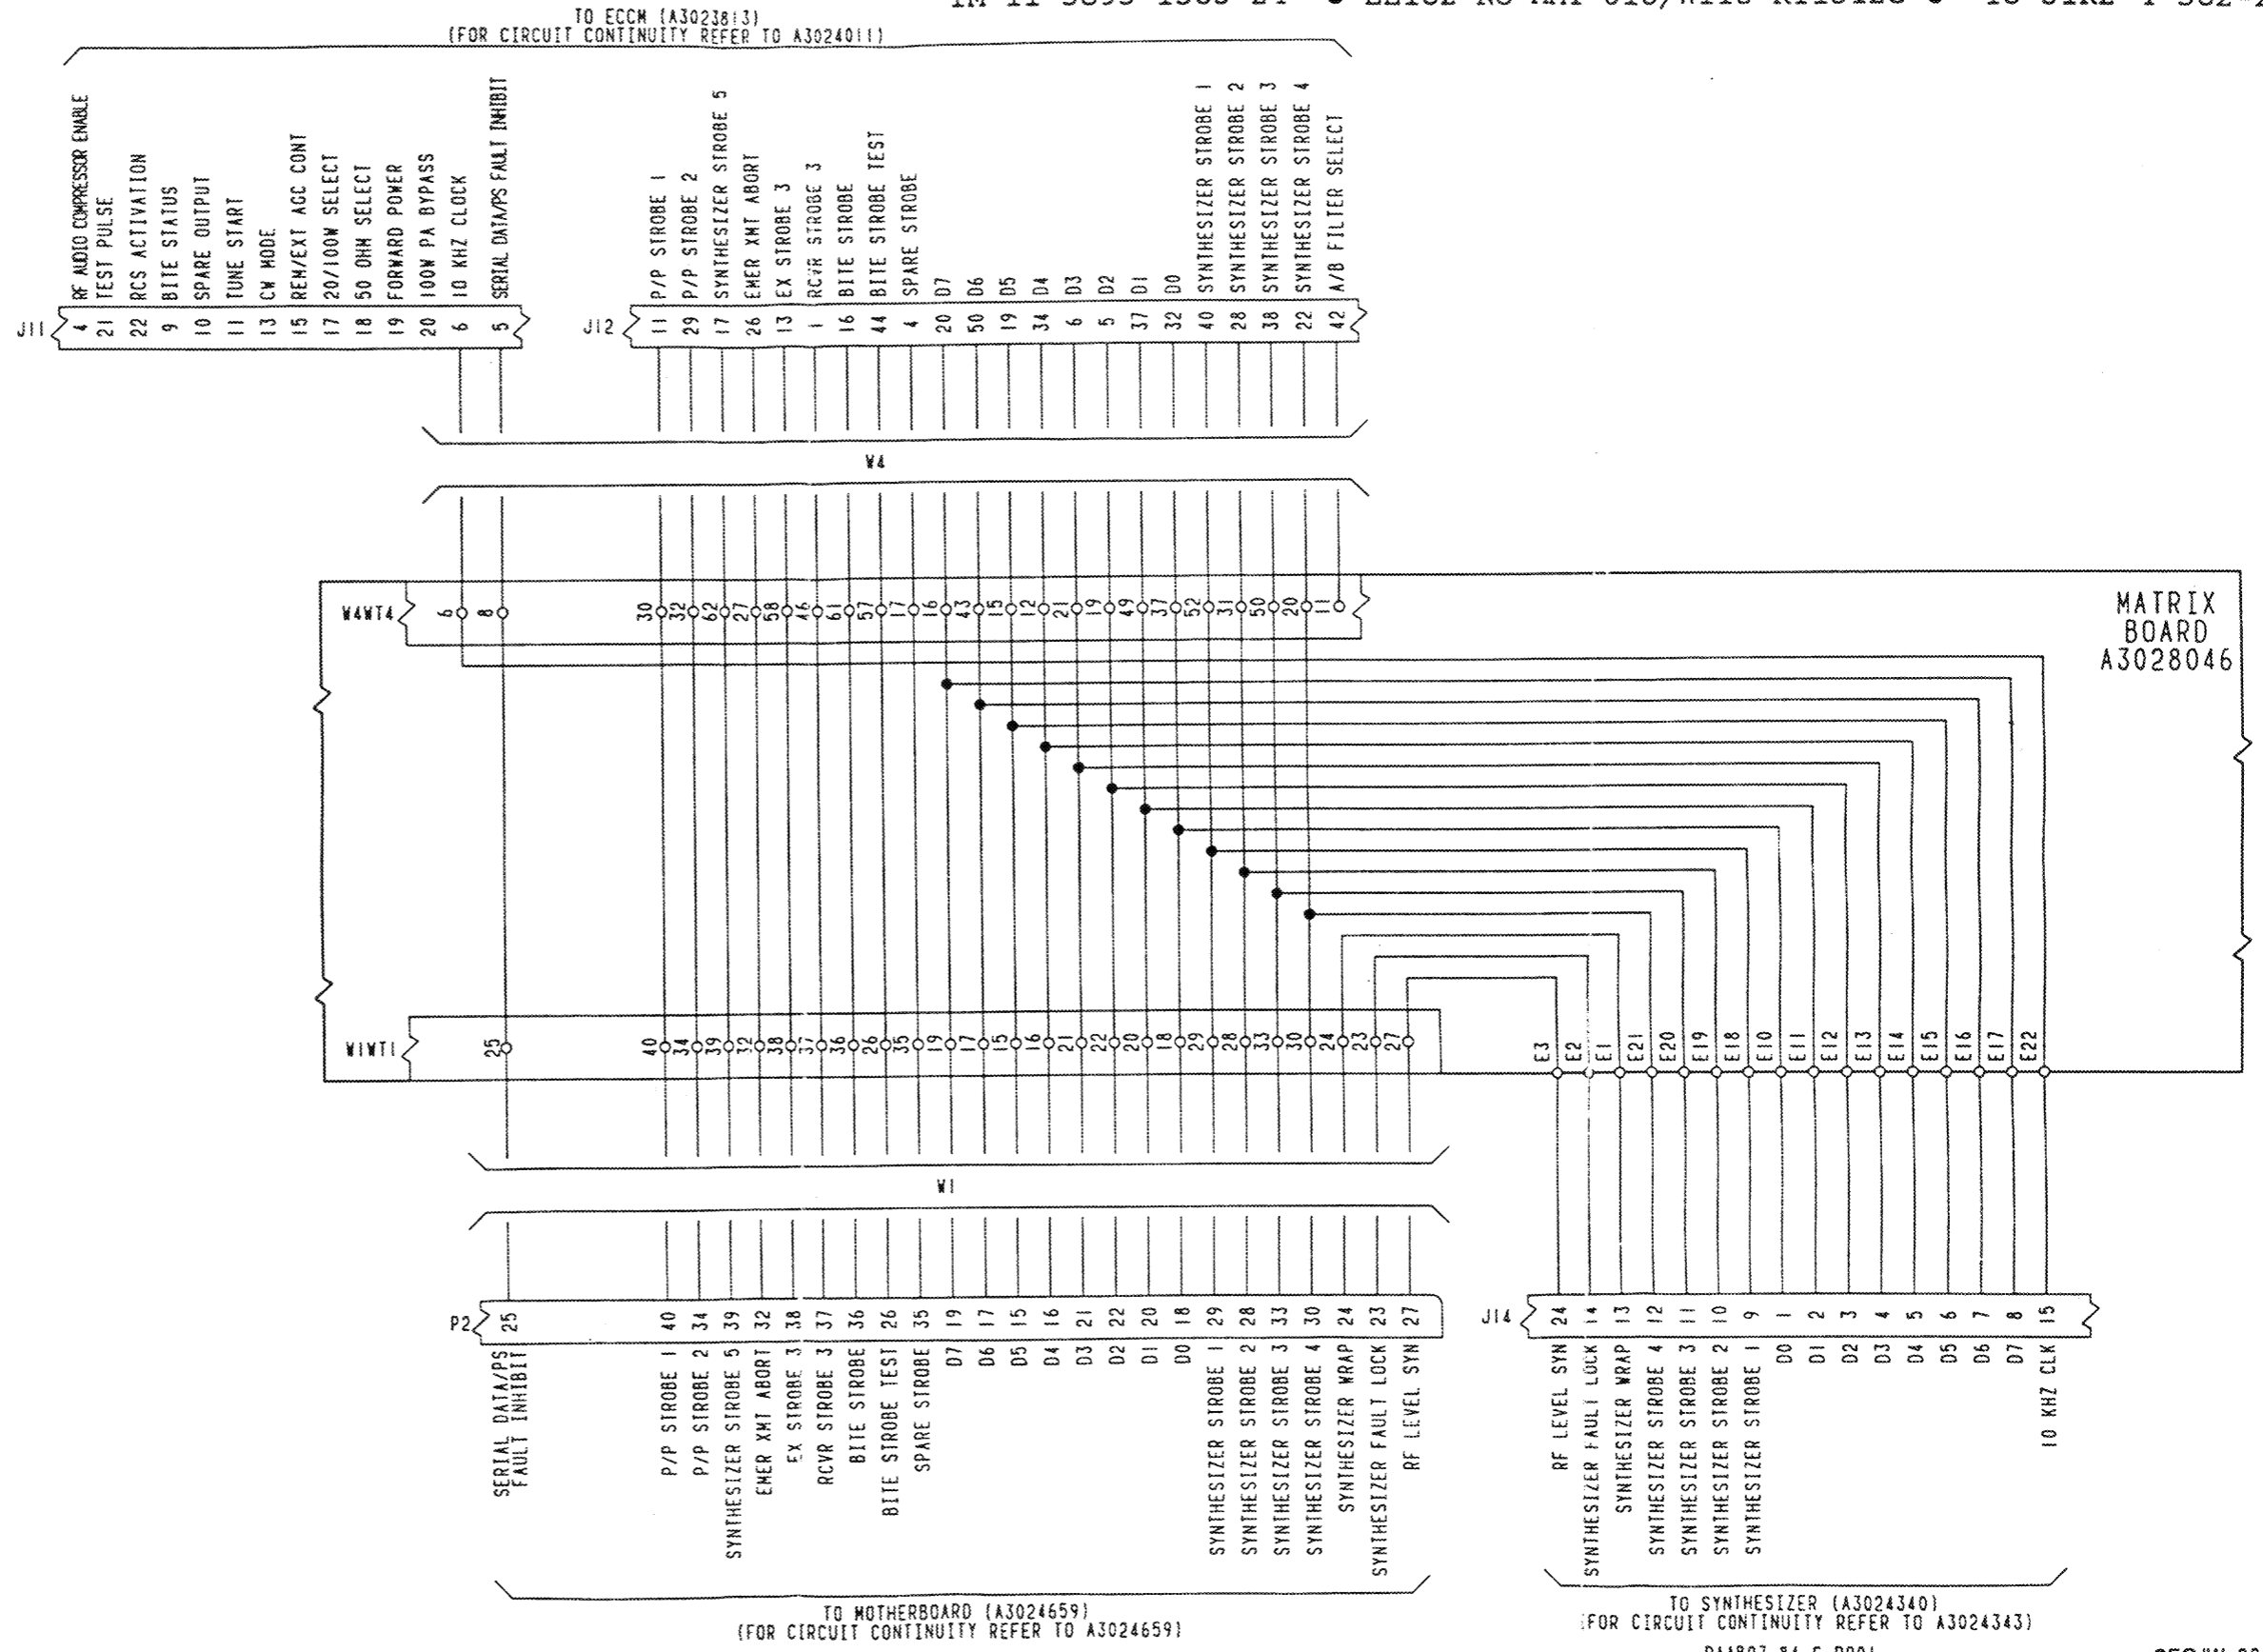 TO ECCM (A3023813)
(FOR CIRCUIT CONTINUITY REFER TO A3024011)
J11
4 RF AUDIO COMPRESSOR ENABLE
21 TEST PULSE
22 RCS ACTIVATION
9 BITE STATUS
10 SPARE OUTPUT
11 TUNE START
13 CW MODE
15 REM/EXT AGC CONT
17 20/100W SELECT
18 50 OHM SELECT
19 FORWARD POWER
20 100W PA BYPASS
6 10 KHZ CLOCK
5 SERIAL DATA/PS FAULT INHIBIT
J12
11 P/P STROBE 1
29 P/P STROBE 2
17 SYNTHESIZER STROBE 5
26 EMER XMT ABORT
13 EX STROBE 3
1 RCVR STROBE 3
16 BITE STROBE
44 BITE STROBE TEST
4 SPARE STROBE
20 D7
50 D6
19 D5
34 D4
6 D3
5 D2
37 D1
32 D0
40 SYNTHESIZER STROBE 1
28 SYNTHESIZER STROBE 2
38 SYNTHESIZER STROBE 3
22 SYNTHESIZER STROBE 4
42 A/B FILTER SELECT
W4
W4WT4 6 8 30 32 62 27 58 46 61 57 17 16 43 15 12 21 19 49 37 52 31 50 20 11
MATRIX
BOARD
A3028046
W1WT1 25 40 34 39 32 38 37 36 26 35 19 17 15 16 21 22 20 18 29 28 33 30 24 23 27
E3 E2 E1 E21 E20 E19 E18 E10 E11 E12 E13 E14 E15 E16 E17 E22
W1
P2
25 SERIAL DATA/PS
FAULT INHIBIT
40 P/P STROBE 1
34 P/P STROBE 2
39 SYNTHESIZER STROBE 5
32 EMER XMT ABORT
38 EX STROBE 3
37 RCVR STROBE 3
36 BITE STROBE
26 BITE STROBE TEST
35 SPARE STROBE
19 D7
17 D6
15 D5
16 D4
21 D3
22 D2
20 D1
18 D0
29 SYNTHESIZER STROBE 1
28 SYNTHESIZER STROBE 2
33 SYNTHESIZER STROBE 3
30 SYNTHESIZER STROBE 4
24 SYNTHESIZER WRAP
23 SYNTHESIZER FAULT LOCK
27 RF LEVEL SYN
J14
24 RF LEVEL SYN
14 SYNTHESIZER FAULT LOCK
13 SYNTHESIZER WRAP
12 SYNTHESIZER STROBE 4
11 SYNTHESIZER STROBE 3
10 SYNTHESIZER STROBE 2
9 SYNTHESIZER STROBE 1
1 D0
2 D1
3 D2
4 D3
5 D4
6 D5
7 D6
8 D7
15 10 KHZ CLK
TO MOTHERBOARD (A3024659)
(FOR CIRCUIT CONTINUITY REFER TO A3024659)
TO SYNTHESIZER (A3024340)
(FOR CIRCUIT CONTINUITY REFER TO A3024343)